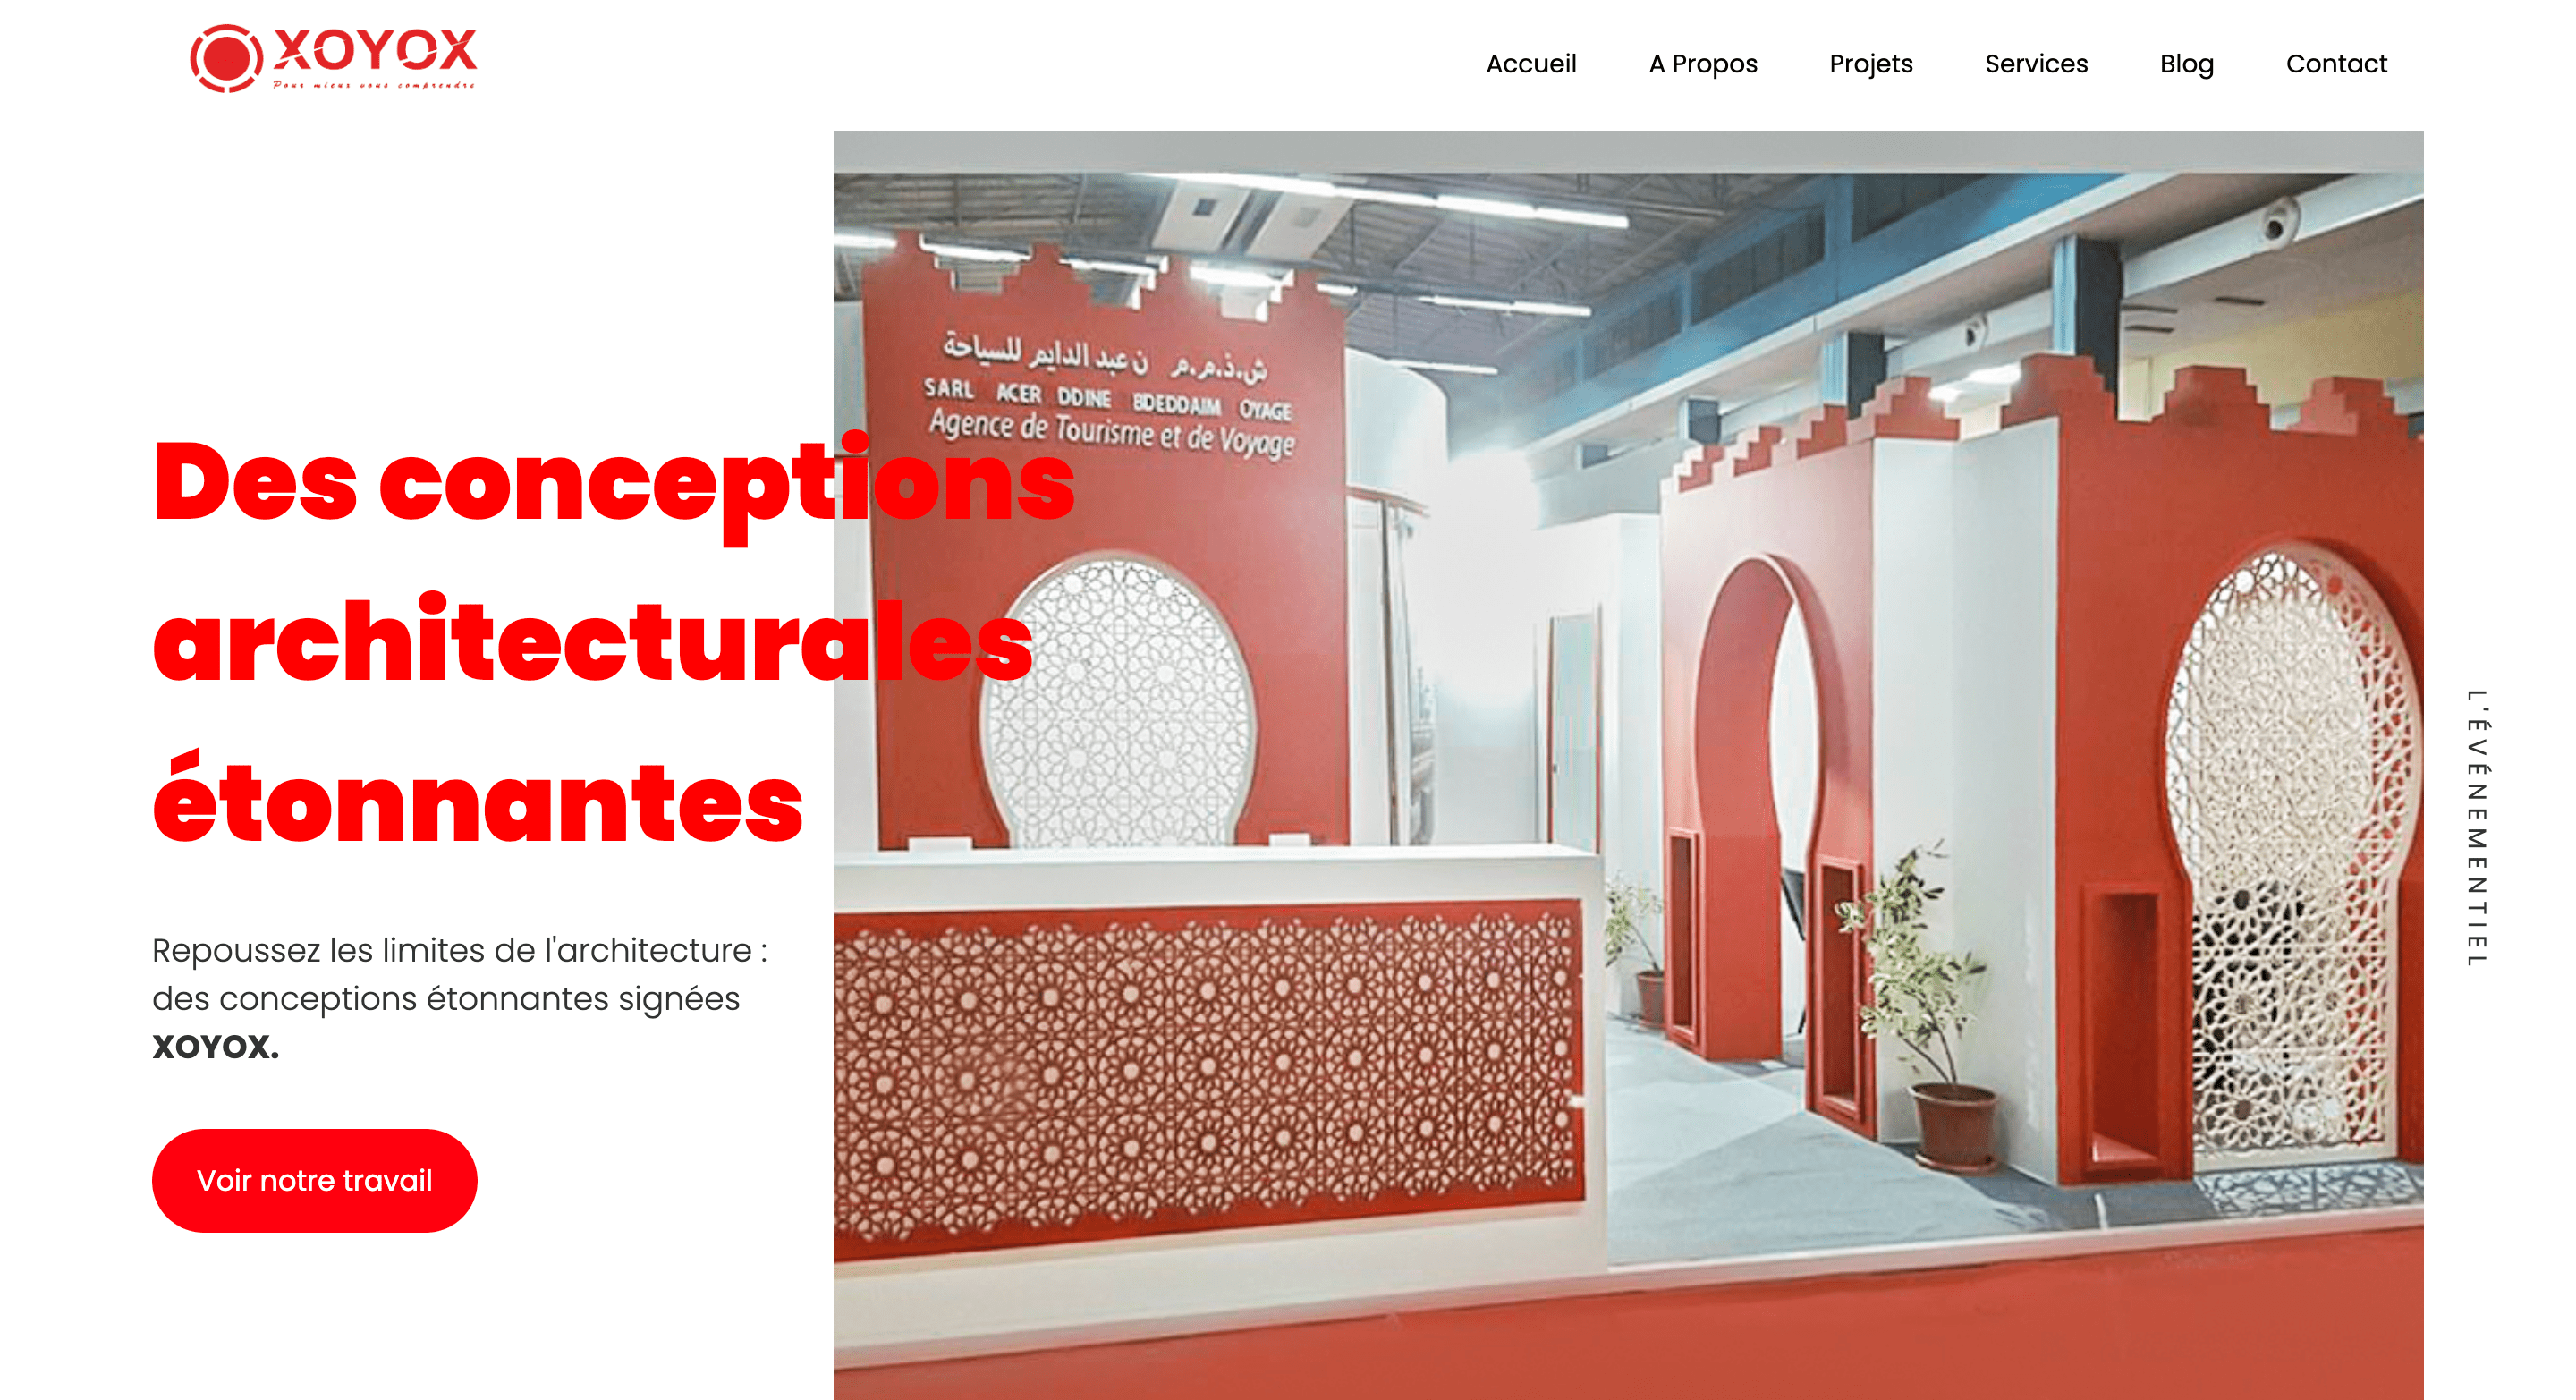 XOYOX
Pour mieux vous comprendre
Accueil
A Propos
Projets
Services
Blog
Contact
ش.ذ.م.م ن عبد الدايم للسياحة
SARL ACER DDINE BDEDDAIM OYAGE
Agence de Tourisme et de Voyage
Des conceptions
architecturales
étonnantes
Repoussez les limites de l'architecture :
des conceptions étonnantes signées
XOYOX.
Voir notre travail
L'ÉVÉNEMENTIEL